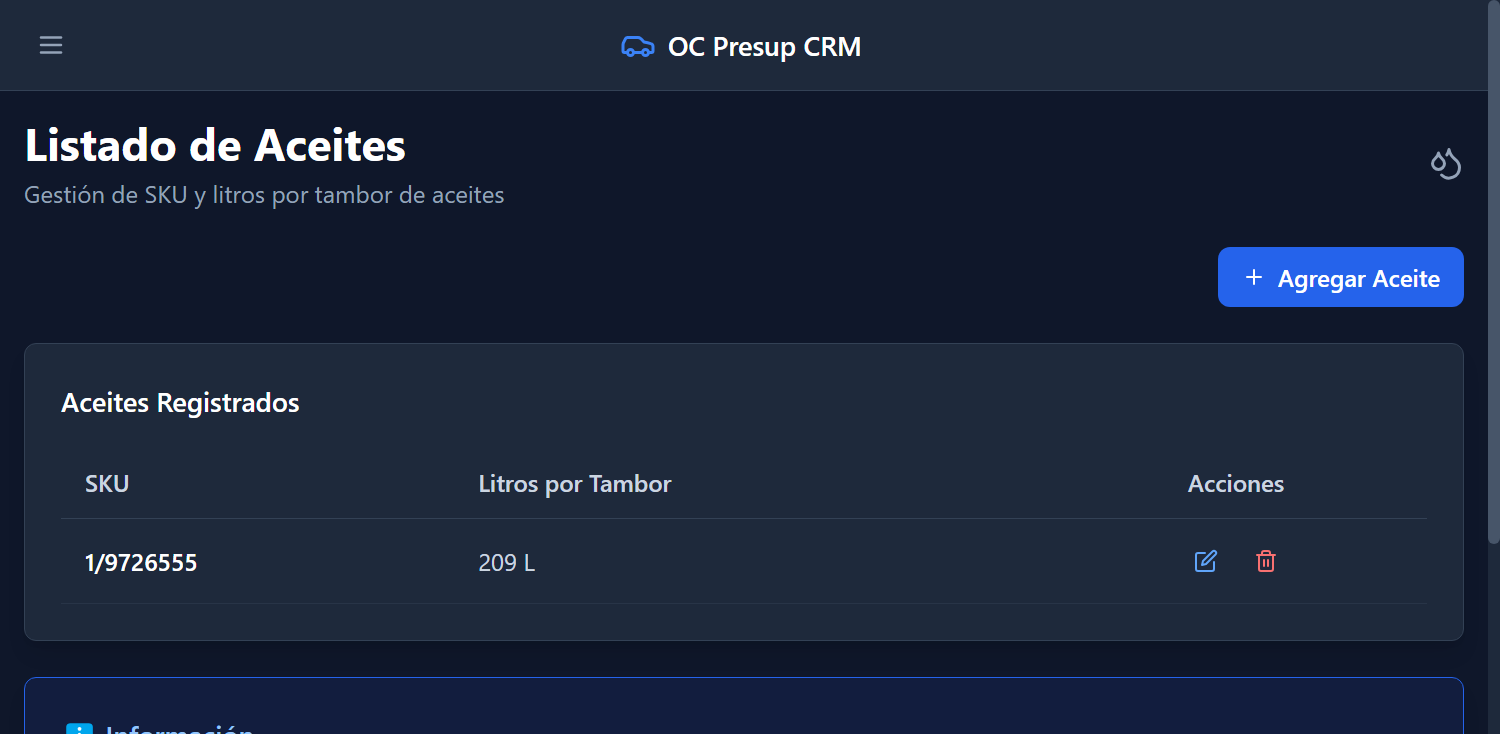 OC Presup CRM
Listado de Aceites
Gestión de SKU y litros por tambor de aceites
+ Agregar Aceite
Aceites Registrados
SKU Litros por Tambor Acciones
1/9726555 209 L
Información